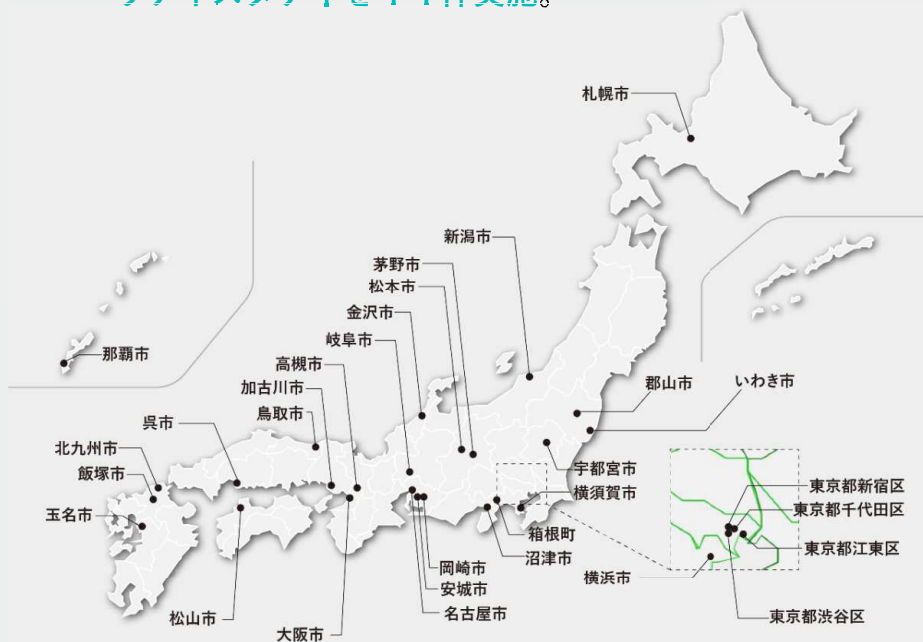 札幌市
新潟市
茅野市
松本市
金沢市
岐阜市
那覇市
高槻市
郡山市
いわき市
加古川市
鳥取市
呉市
北九州市
飯塚市
宇都宮市
横須賀市
東京都新宿区
東京都千代田区
玉名市
箱根町
東京都江東区
沼津市
岡崎市
横浜市
安城市
名古屋市
松山市
東京都渋谷区
大阪市